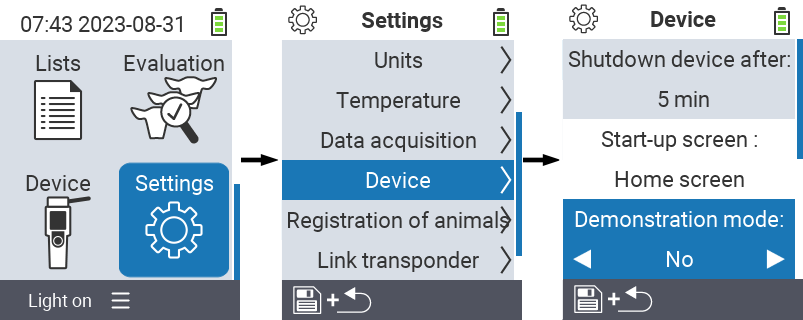 07:43 2023-08-31
Lists
Evaluation
Device
Settings
Light on
Settings
Units
Temperature
Data acquisition
Device
Registration of animals
Link transponder
+
Device
Shutdown device after:
5 min
Start-up screen :
Home screen
Demonstration mode:
No
+